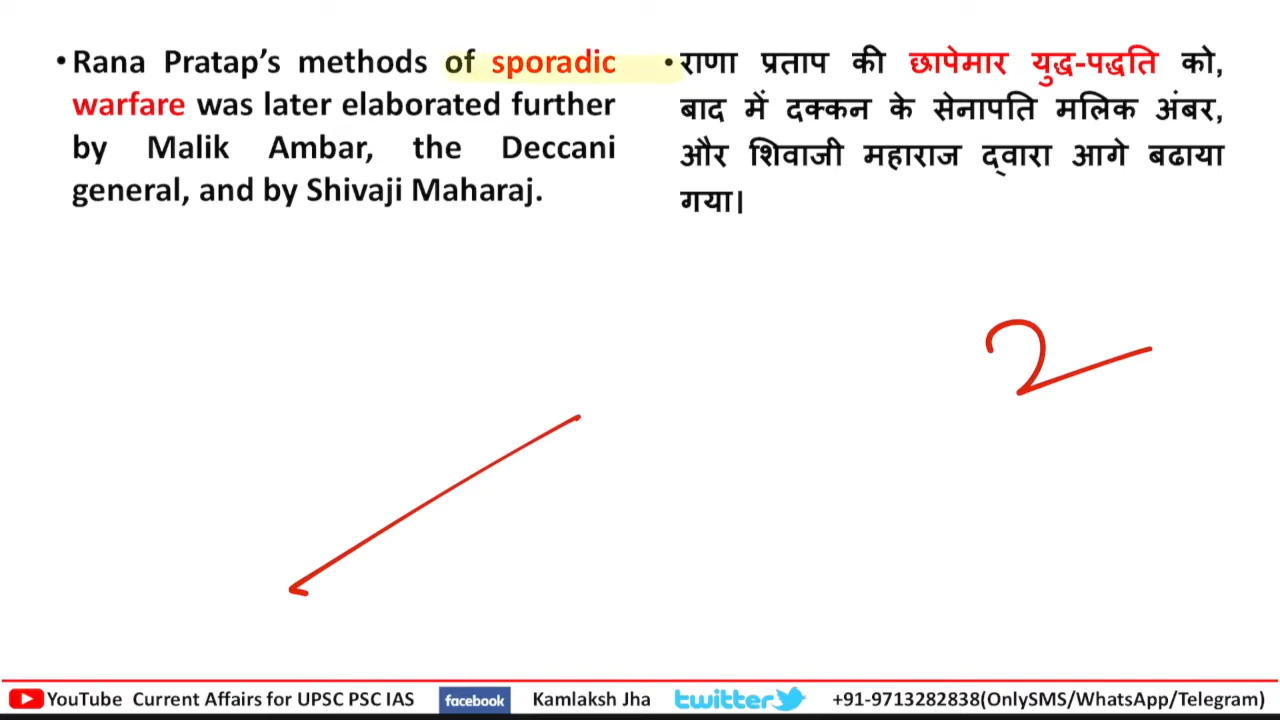 •Rana Pratap's methods of sporadic
warfare was later elaborated further
by Malik Ambar, the Deccani
general, and by Shivaji Maharaj.
•राणा प्रताप की छापेमार युद्ध-पद्धति को,
बाद में दक्कन के सेनापति मलिक अंबर,
और शिवाजी महाराज द्वारा आगे बढाया
गया।
2
YouTube Current Affairs for UPSC PSC IAS facebook Kamlaksh Jha twitter +91-9713282838(OnlySMS/WhatsApp/Telegram)